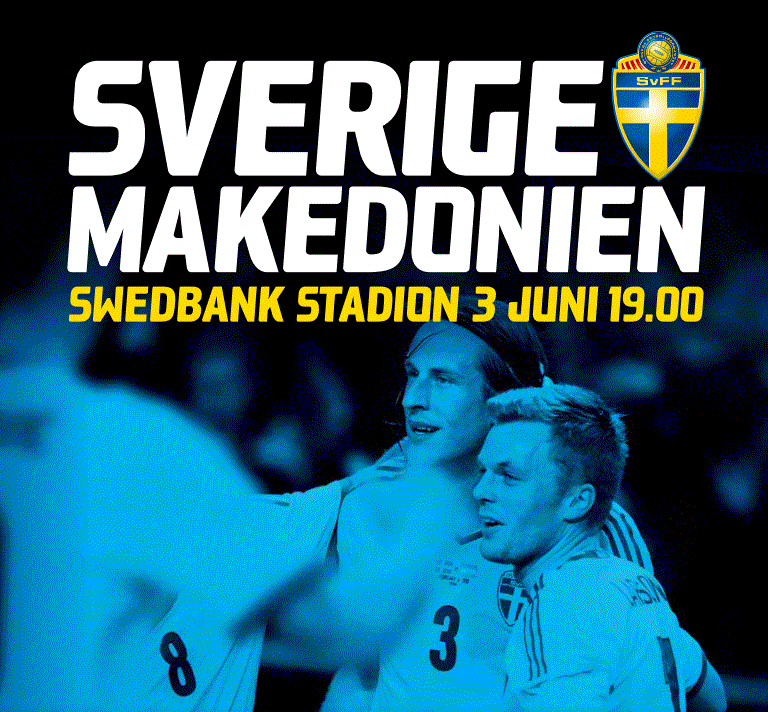 SVERIGE
SvFF
MAKEDONIEN
SWEDBANK STADION 3 JUNI 19.00
3
8